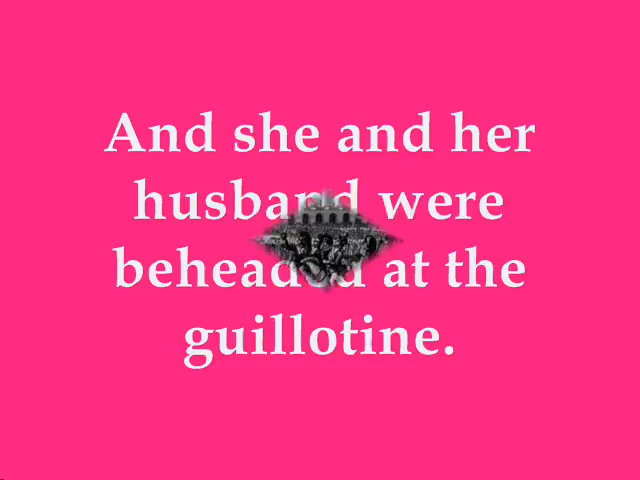 And she and her
husband were
beheaded at the
guillotine.